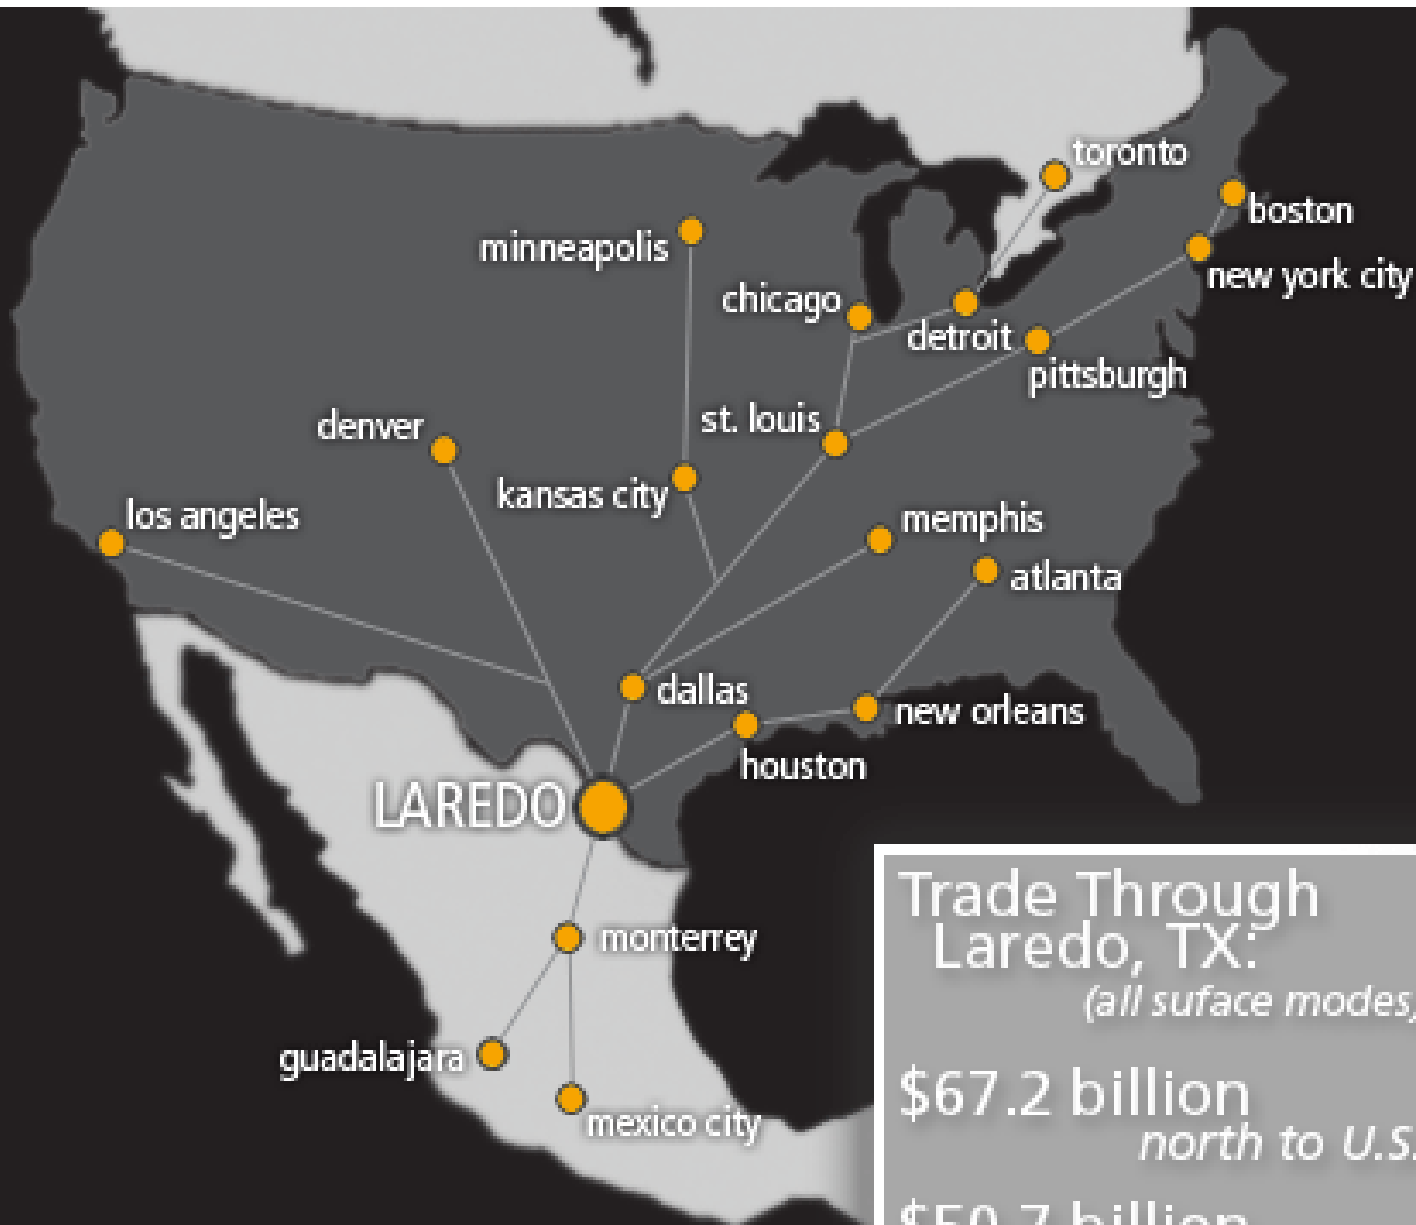 toronto
boston
minneapolis
new york city
chicago
detroit
pittsburgh
st. louis
denver
kansas city
los angeles
memphis
atlanta
dallas
new orleans
houston
LAREDO
monterrey
guadalajara
mexico city
Trade Through
Laredo, TX:
(all suface modes)
$67.2 billion
north to U.S.
billion